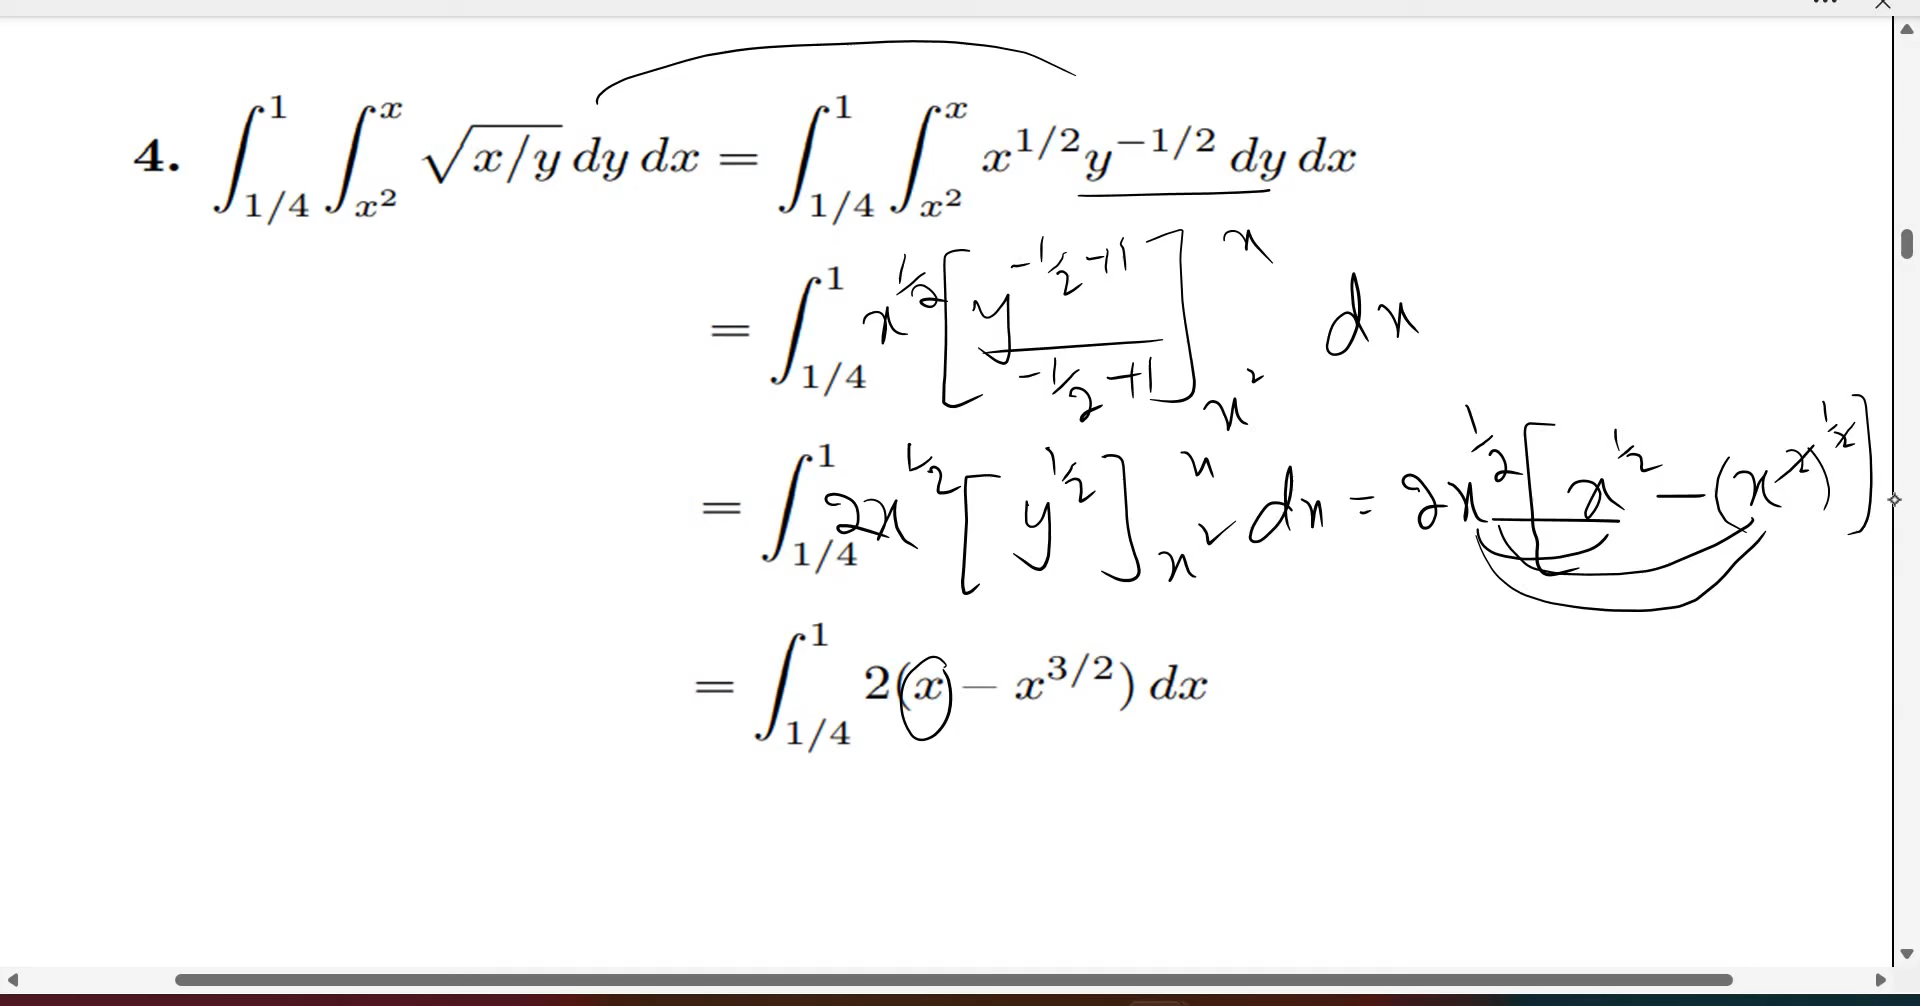 4. ∫_{1/4}^{1} ∫_{x²}^{x} √(x/y) dy dx = ∫_{1/4}^{1} ∫_{x²}^{x} x^{1/2} y^{−1/2} dy dx
= ∫_{1/4}^{1} x^{1/2} [ y^{-1/2+1} / (-1/2+1) ]_{x²}^{x} dx
= ∫_{1/4}^{1} 2x^{1/2} [ y^{1/2} ]_{x²}^{x} dx = 2x^{1/2} [ x^{1/2} − (x²)^{1/2} ]
= ∫_{1/4}^{1} 2(x − x^{3/2}) dx